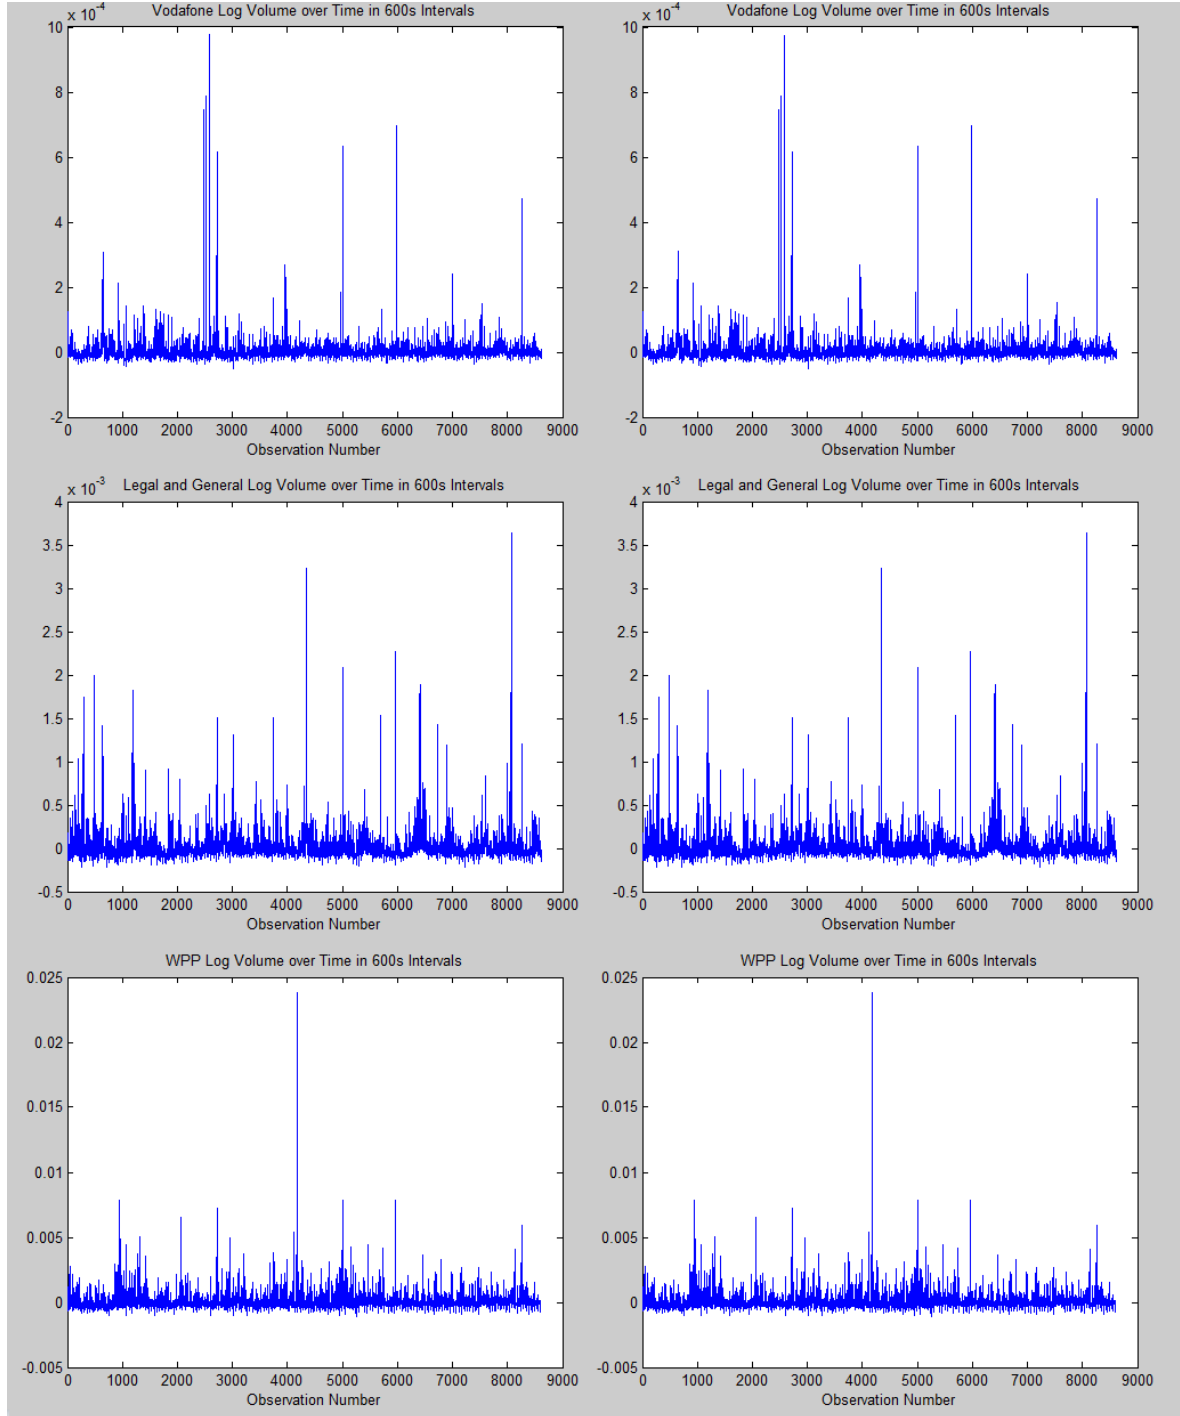 Vodafone Log Volume over Time in 600s Intervals
x 10^-4
10
8
6
4
2
0
-2
0 1000 2000 3000 4000 5000 6000 7000 8000 9000
Observation Number
Vodafone Log Volume over Time in 600s Intervals
x 10^-4
10
8
6
4
2
0
-2
0 1000 2000 3000 4000 5000 6000 7000 8000 9000
Observation Number
Legal and General Log Volume over Time in 600s Intervals
x 10^-3
4
3.5
3
2.5
2
1.5
1
0.5
0
-0.5
0 1000 2000 3000 4000 5000 6000 7000 8000 9000
Observation Number
Legal and General Log Volume over Time in 600s Intervals
x 10^-3
4
3.5
3
2.5
2
1.5
1
0.5
0
-0.5
0 1000 2000 3000 4000 5000 6000 7000 8000 9000
Observation Number
WPP Log Volume over Time in 600s Intervals
0.025
0.02
0.015
0.01
0.005
0
-0.005
0 1000 2000 3000 4000 5000 6000 7000 8000 9000
Observation Number
WPP Log Volume over Time in 600s Intervals
0.025
0.02
0.015
0.01
0.005
0
-0.005
0 1000 2000 3000 4000 5000 6000 7000 8000 9000
Observation Number